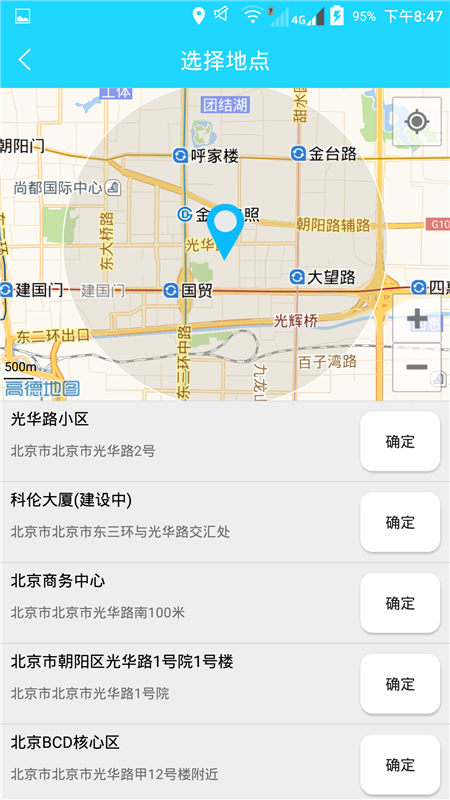 4G 95% 下午8:47
选择地点
工体
团结湖
甜水园
朝阳门
呼家楼
金台路
尚都国际中心
东大桥路
金
照
朝阳路辅路
G10
光华路
大望路
建国门
建国门
国贸
四惠
东二环出口
光辉桥
东三环中路
百子湾路
九龙山
500m
高德地图
光华路小区
北京市北京市光华路2号
确定
科伦大厦(建设中)
北京市北京市东三环与光华路交汇处
确定
北京商务中心
北京市北京市光华路南100米
确定
北京市朝阳区光华路1号院1号楼
北京市北京市光华路1号院
确定
北京BCD核心区
北京市北京市光华路甲12号楼附近
确定